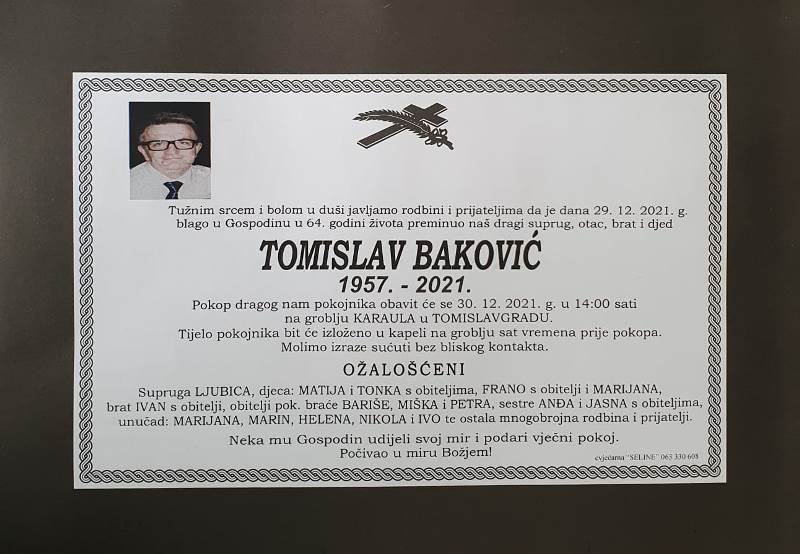 Tužnim srcem i bolom u duši javljamo rodbini i prijateljima da je dana 29. 12. 2021. g.
blago u Gospodinu u 64. godini života preminuo naš dragi suprug, otac, brat i djed
TOMISLAV BAKOVIĆ
1957. - 2021.
Pokop dragog nam pokojnika obavit će se 30. 12. 2021. g. u 14:00 sati
na groblju KARAULA u TOMISLAVGRADU.
Tijelo pokojnika bit će izloženo u kapeli na groblju sat vremena prije pokopa.
Molimo izraze sućuti bez bliskog kontakta.
OŽALOŠĆENI
Supruga LJUBICA, djeca: MATIJA i TONKA s obiteljima, FRANO s obitelji i MARIJANA,
brat IVAN s obitelji, obitelji pok. braće BARIŠE, MIŠKA i PETRA, sestre ANĐA i JASNA s obiteljima,
unučad: MARIJANA, MARIN, HELENA, NIKOLA i IVO te ostala mnogobrojna rodbina i prijatelji.
Neka mu Gospodin udijeli svoj mir i podari vječni pokoj.
Počivao u miru Božjem!
cvjećarna "SELINE" 063 330 608